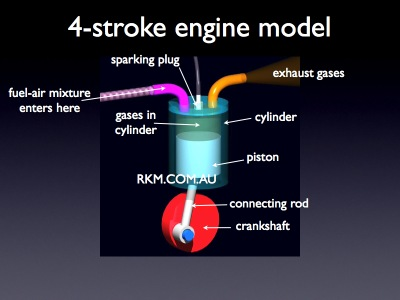 4-stroke engine model
sparking plug
exhaust gases
fuel-air mixture
enters here
gases in
cylinder
cylinder
piston
RKM.COM.AU
connecting rod
crankshaft